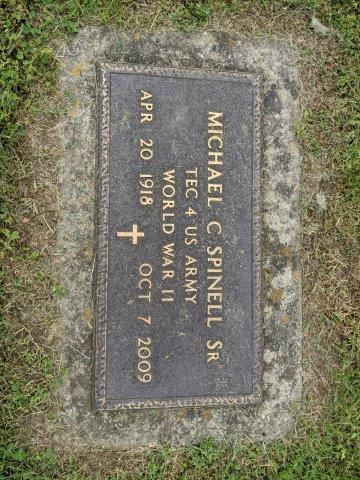 MICHAEL C SPINELL SR
TEC 4 US ARMY
WORLD WAR II
APR 20 1918 OCT 7 2009